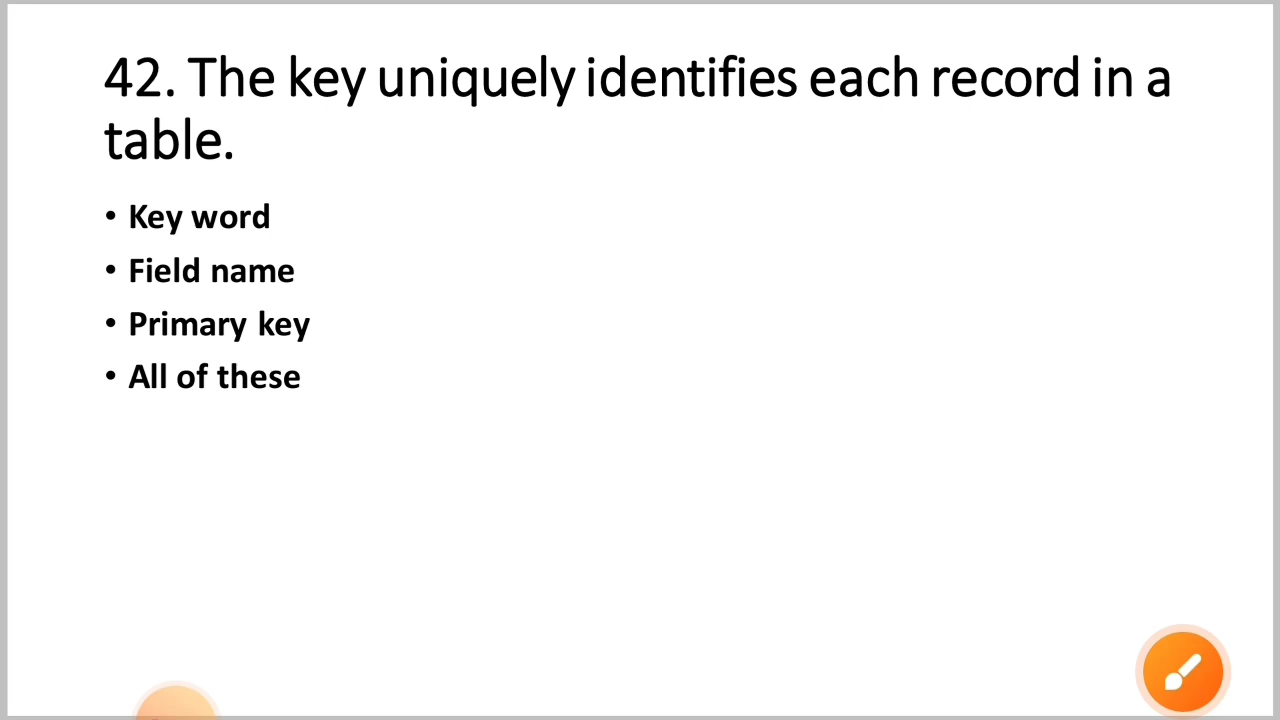 42. The key uniquely identifies each record in a
table.
• Key word
• Field name
• Primary key
• All of these